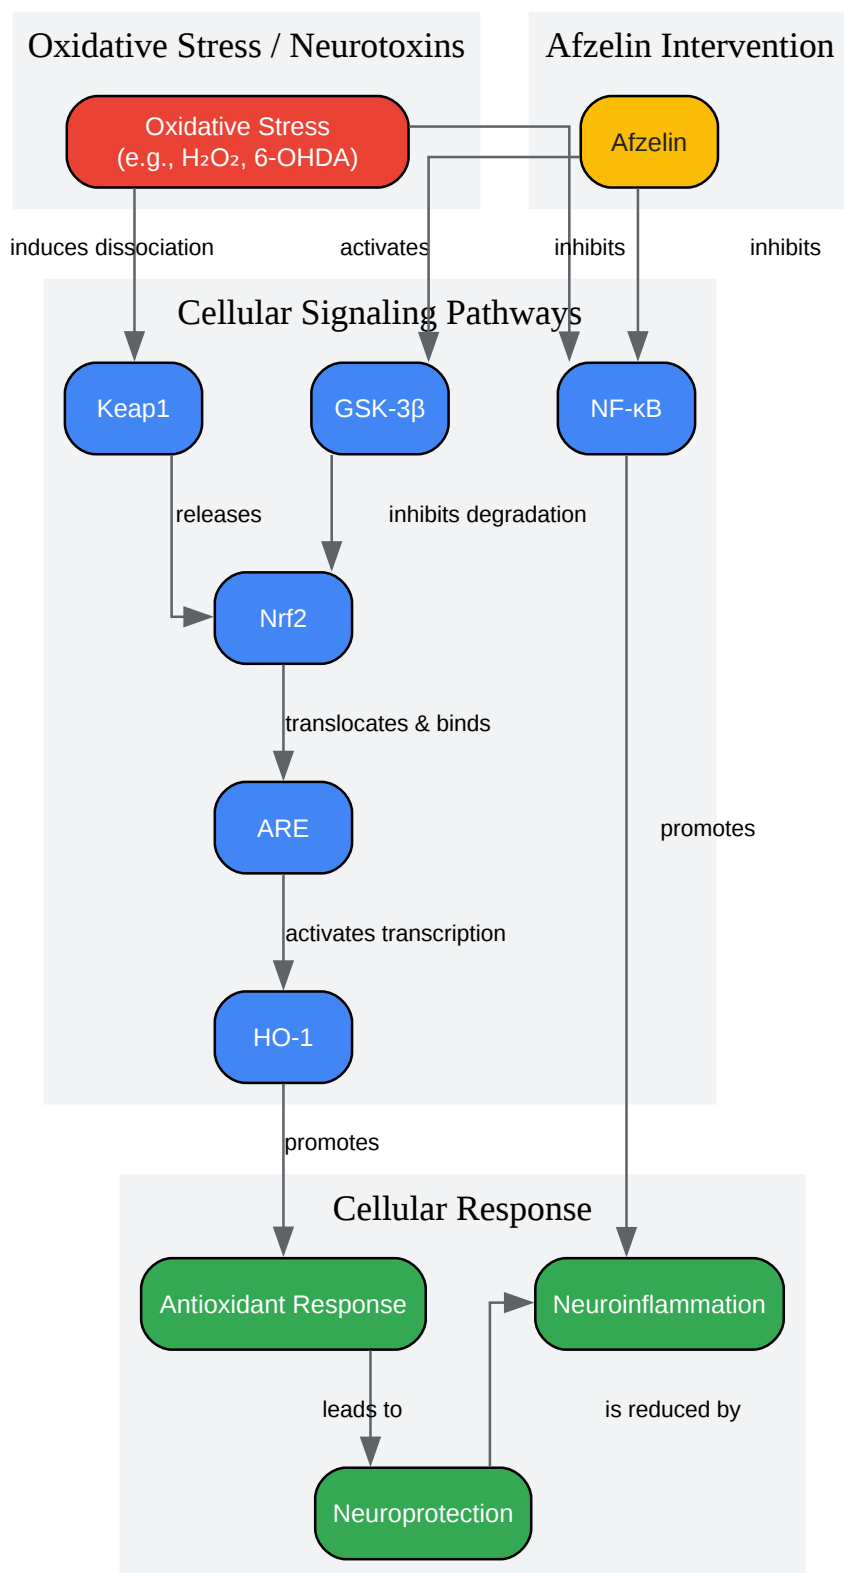 Oxidative Stress / Neurotoxins
Afzelin Intervention
Oxidative Stress
(e.g., H₂O₂, 6-OHDA)
Afzelin
induces dissociation
activates
inhibits
inhibits
Cellular Signaling Pathways
Keap1
GSK-3β
NF-κB
releases
inhibits degradation
Nrf2
translocates & binds
ARE
promotes
activates transcription
HO-1
promotes
Cellular Response
Antioxidant Response
Neuroinflammation
leads to
is reduced by
Neuroprotection